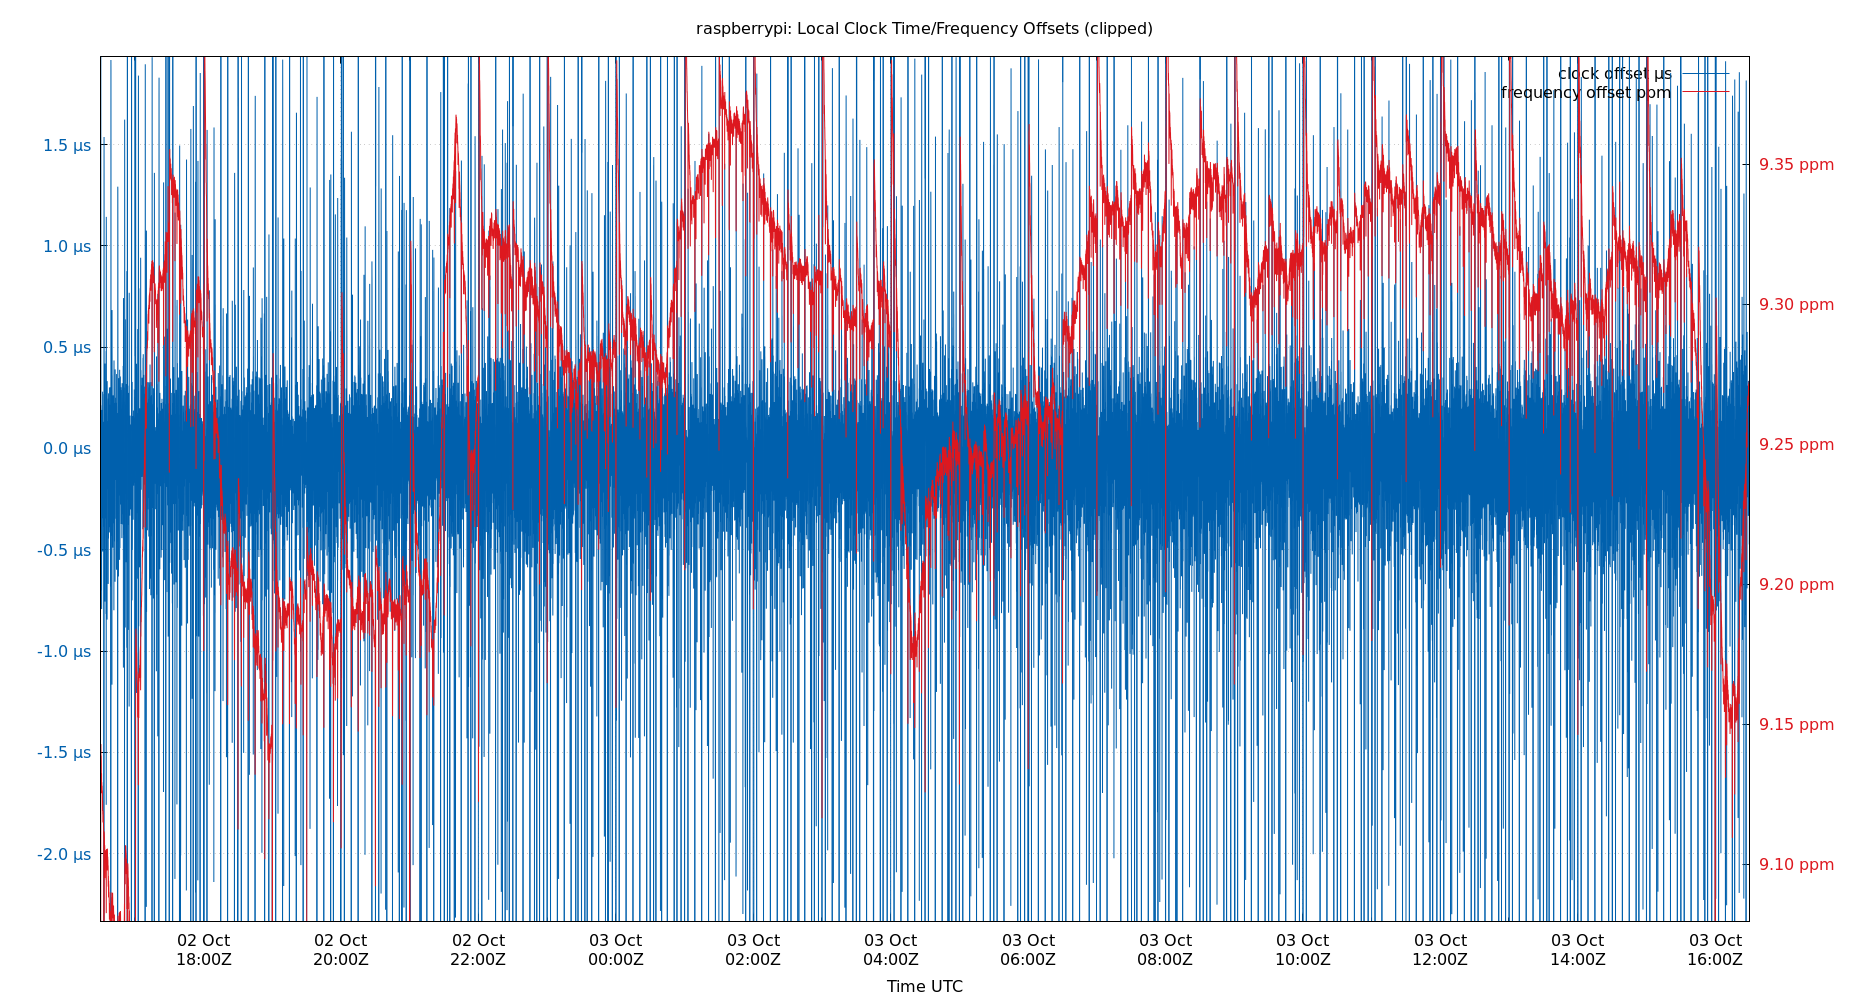 raspberrypi: Local Clock Time/Frequency Offsets (clipped)
clock offset µs
frequency offset ppm
1.5 µs
1.0 µs
0.5 µs
0.0 µs
-0.5 µs
-1.0 µs
-1.5 µs
-2.0 µs
9.35 ppm
9.30 ppm
9.25 ppm
9.20 ppm
9.15 ppm
9.10 ppm
02 Oct 02 Oct 02 Oct 03 Oct 03 Oct 03 Oct 03 Oct 03 Oct 03 Oct 03 Oct 03 Oct 03 Oct
18:00Z 20:00Z 22:00Z 00:00Z 02:00Z 04:00Z 06:00Z 08:00Z 10:00Z 12:00Z 14:00Z 16:00Z
Time UTC